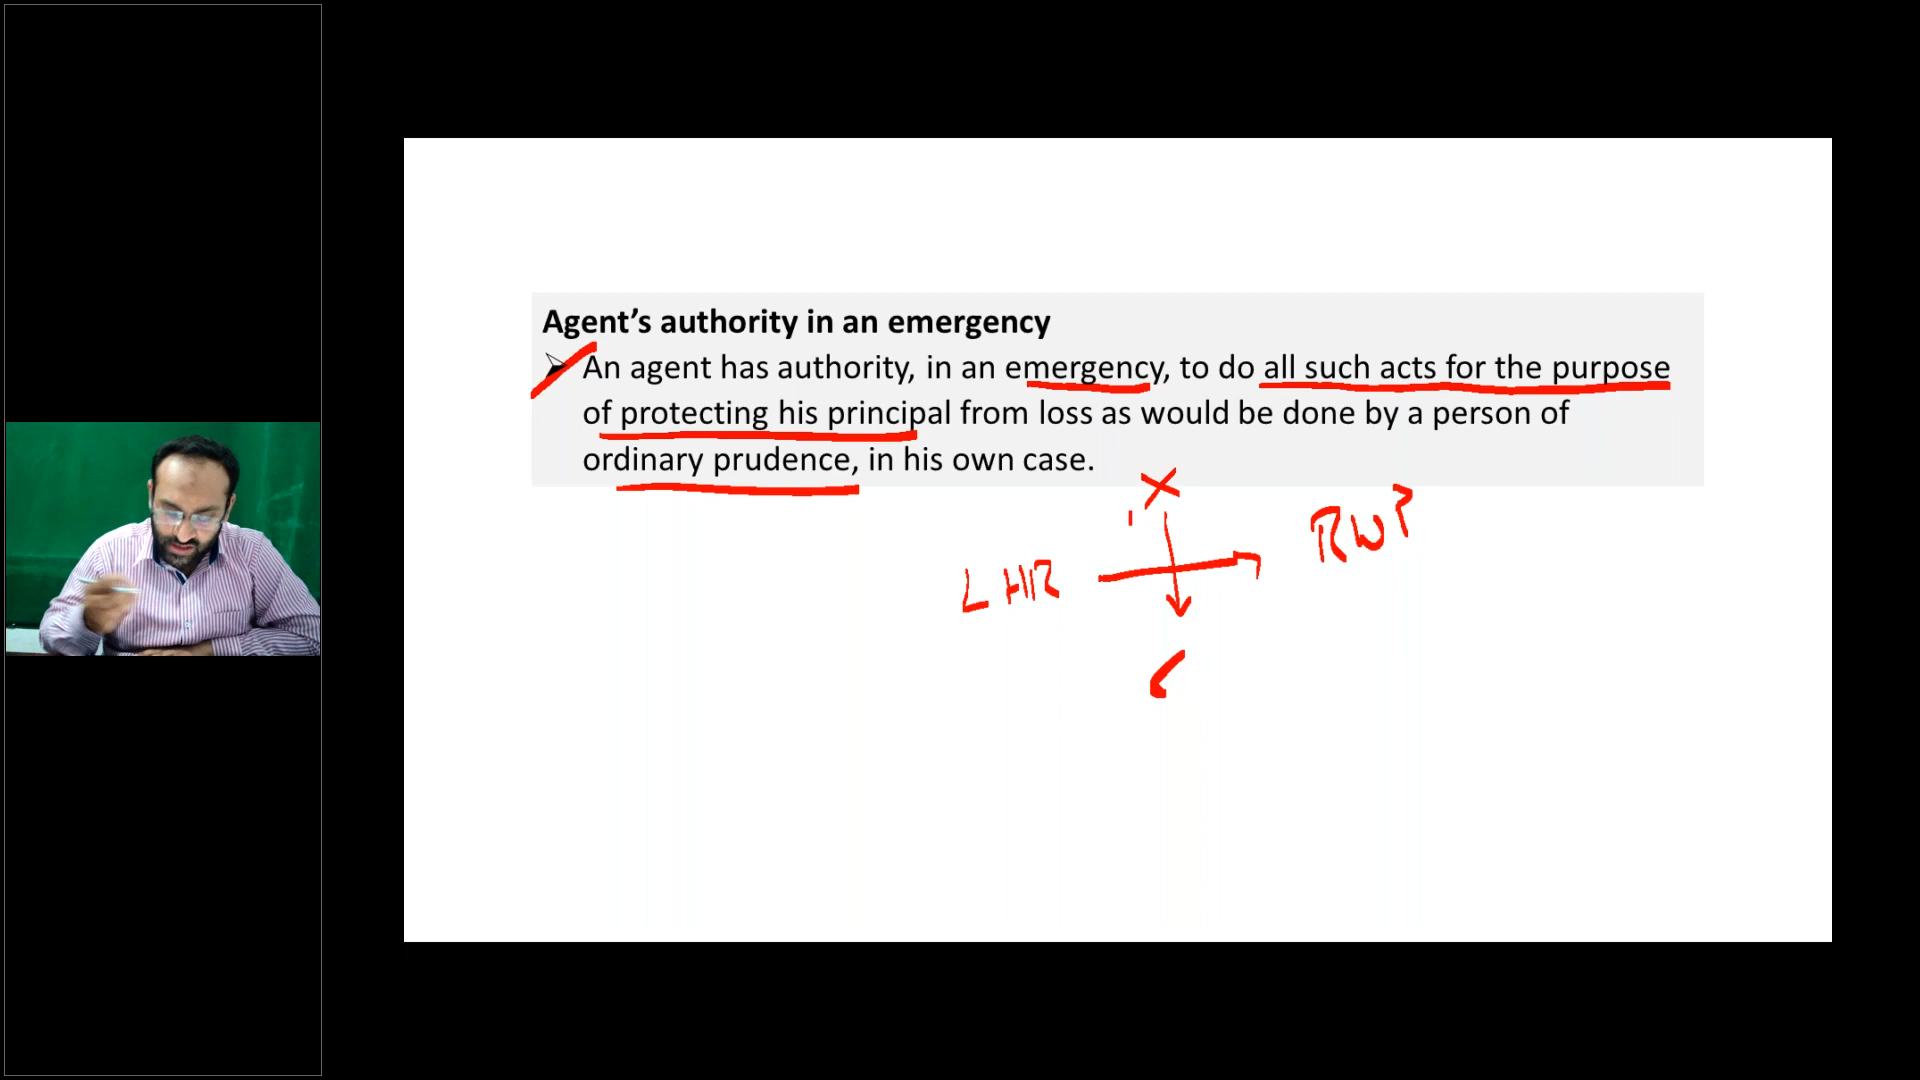 Agent’s authority in an emergency
➢ An agent has authority, in an emergency, to do all such acts for the purpose
of protecting his principal from loss as would be done by a person of
ordinary prudence, in his own case.
X
RWP
LHR